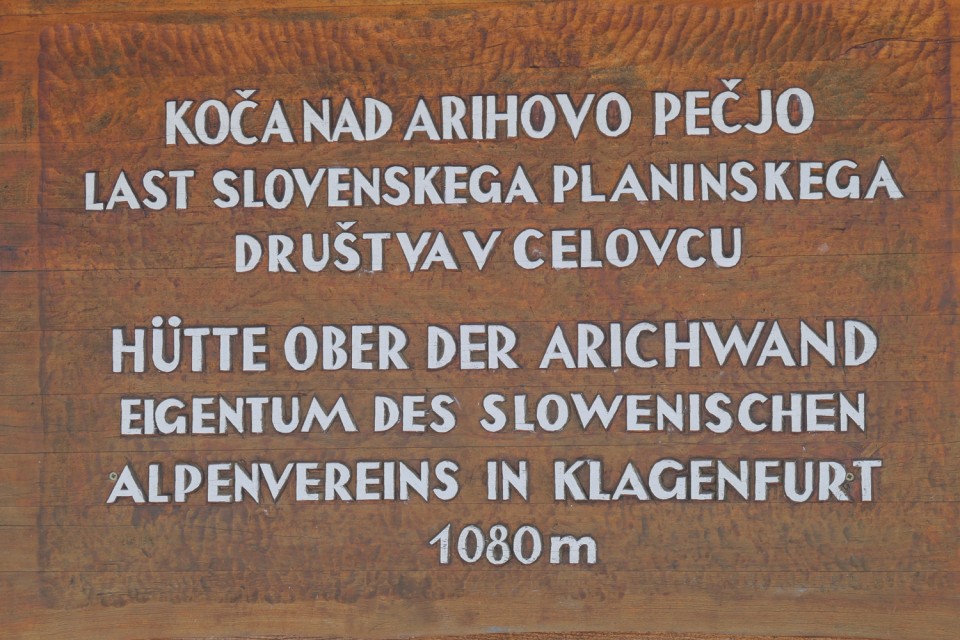 KOČA NAD ARIHOVO PEČJO
LAST SLOVENSKEGA PLANINSKEGA
DRUŠTVA V CELOVCU
HÜTTE OBER DER ARICHWAND
EIGENTUM DES SLOWENISCHEN
ALPENVEREINS IN KLAGENFURT
1080 m